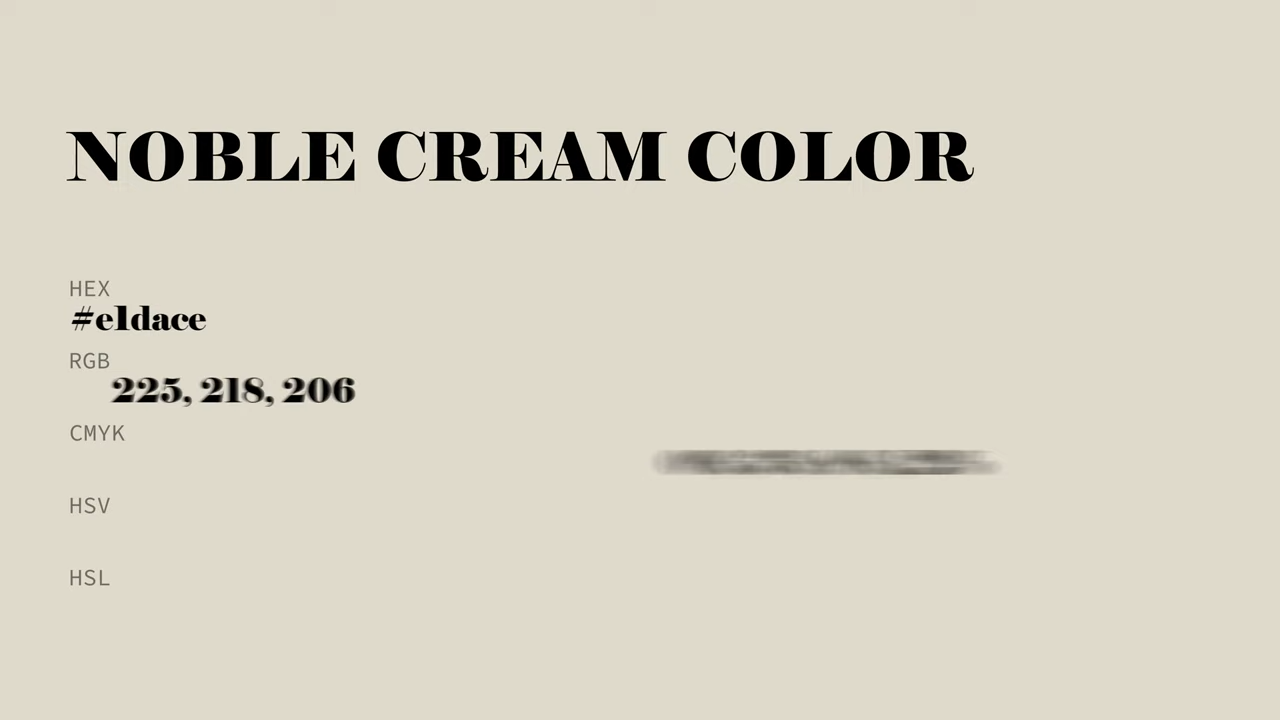 NOBLE CREAM COLOR
HEX
#e1dace
RGB
225, 218, 206
CMYK
HSV
HSL